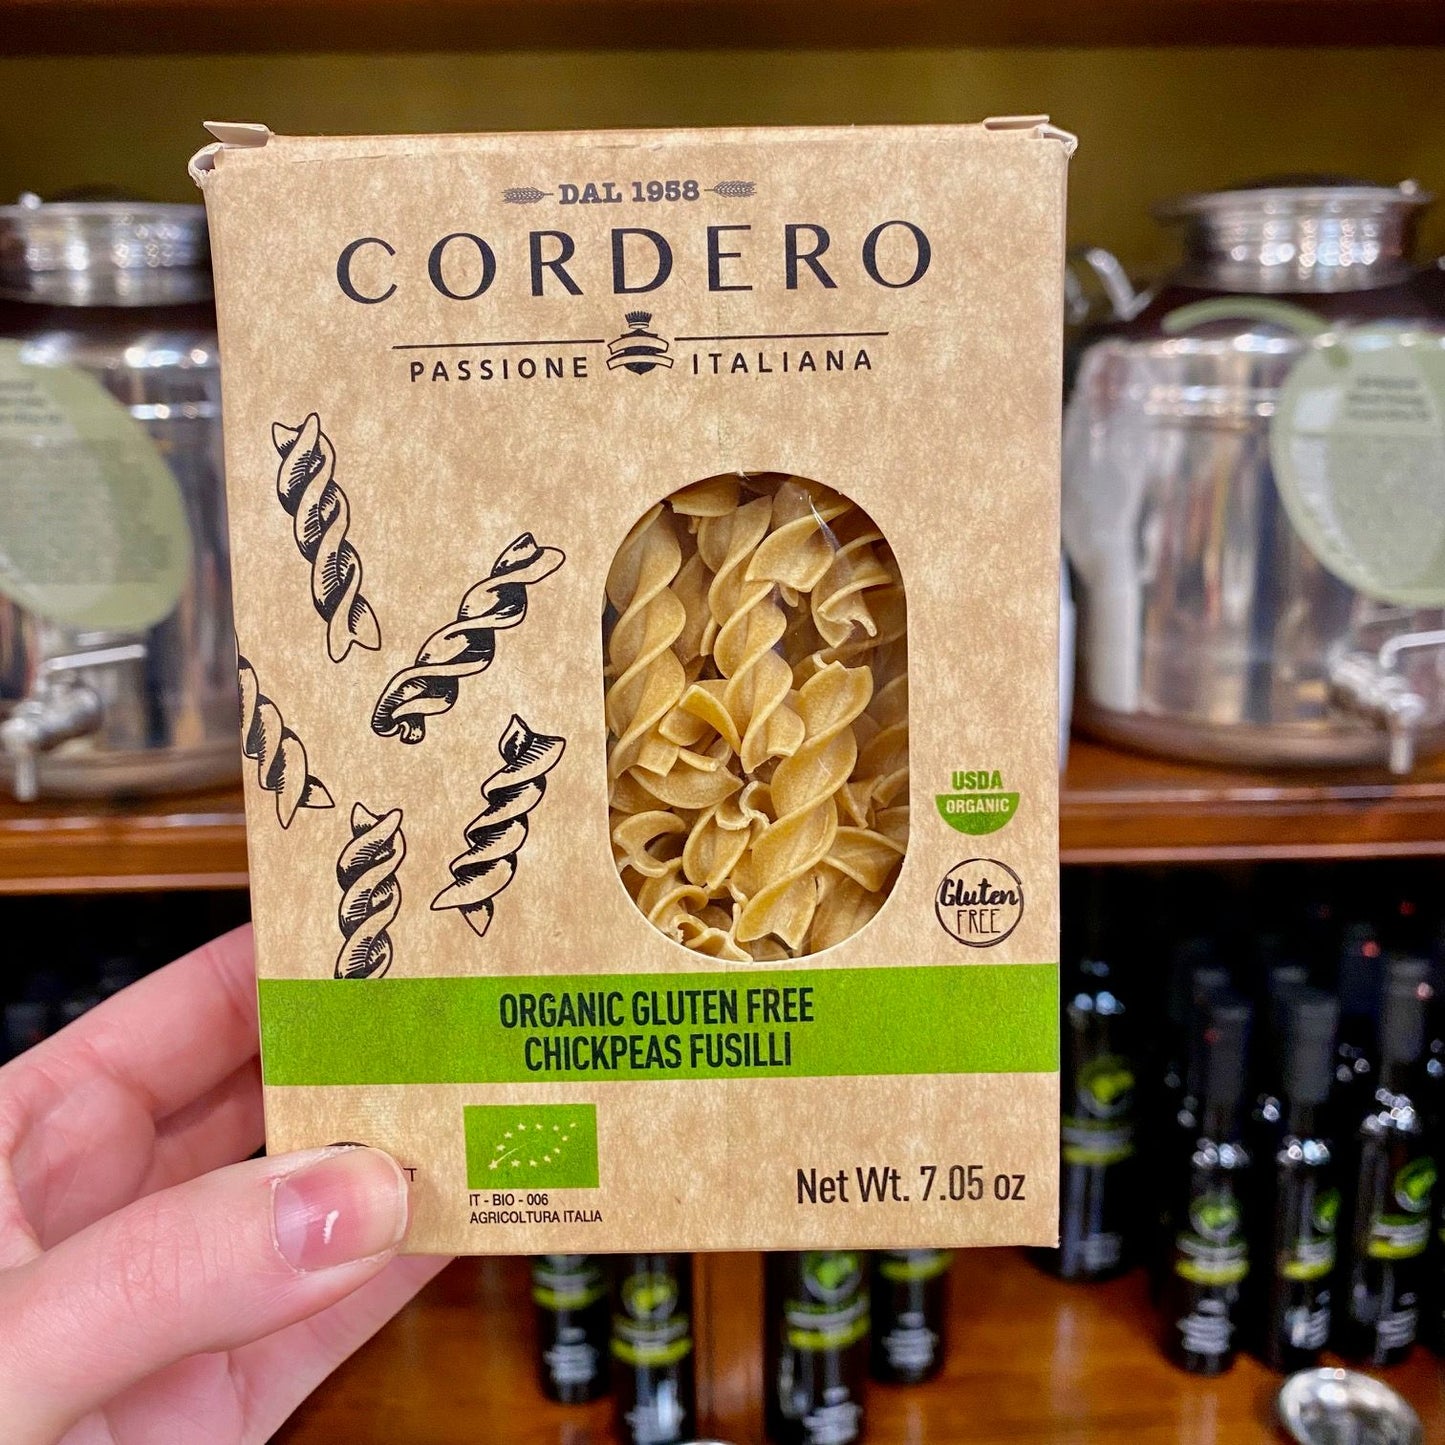 DAL 1958
CORDERO
PASSIONE ITALIANA
USDA
ORGANIC
Gluten
FREE
ORGANIC GLUTEN FREE
CHICKPEAS FUSILLI
IT - BIO - 006
AGRICOLTURA ITALIA
Net Wt. 7.05 oz